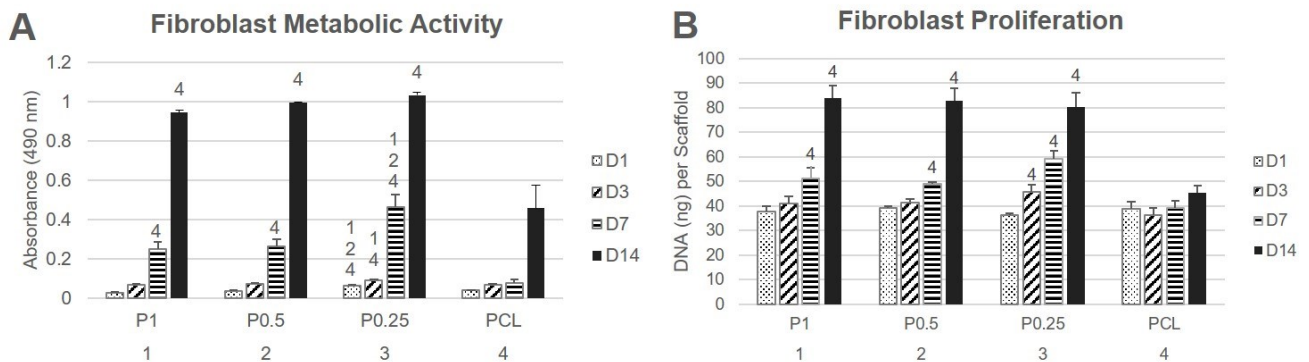 A
Fibroblast Metabolic Activity
Absorbance (490 nm)
1.2
1
0.8
0.6
0.4
0.2
0
4
4
4
4
4
1
2
4
1
4
1
2
4
P1
P0.5
P0.25
PCL
1
2
3
4
D1
D3
D7
D14
B
Fibroblast Proliferation
DNA (ng) per Scaffold
100
90
80
70
60
50
40
30
20
10
0
4
4
4
4
4
4
4
P1
P0.5
P0.25
PCL
1
2
3
4
D1
D3
D7
D14